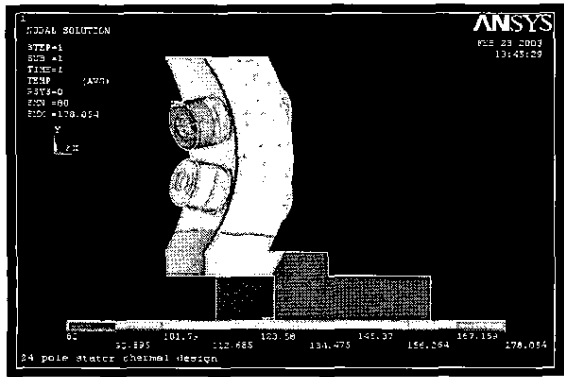 1
NODAL SOLUTION
STEP=1
SUB =1
TIME=1
TEMP (AVG)
RSYS=0
SMN =80
SMX =178.054
ANSYS
FEB 23 2003
13:45:29
Y
Z X
80 101.79 123.58 145.37 167.159
90.895 112.685 134.475 156.264 178.054
24 pole stator thermal design